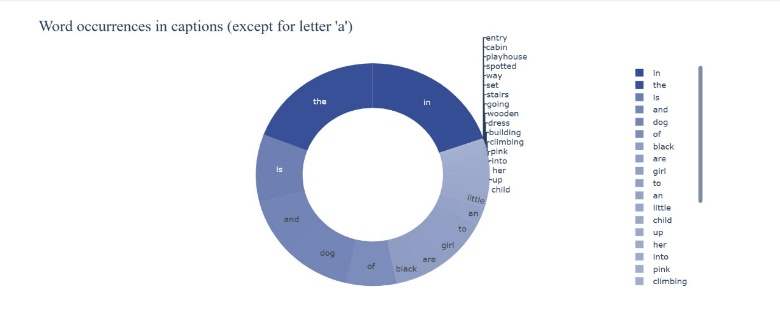 Word occurrences in captions (except for letter 'a')
entry
cabin
playhouse
spotted
way
set
stairs
going
wooden
dress
building
climbing
pink
into
her
up
child
the
in
is
and
dog
of
black
are
girl
to
an
little
in
the
is
and
dog
of
black
are
girl
to
an
little
child
up
her
into
pink
climbing